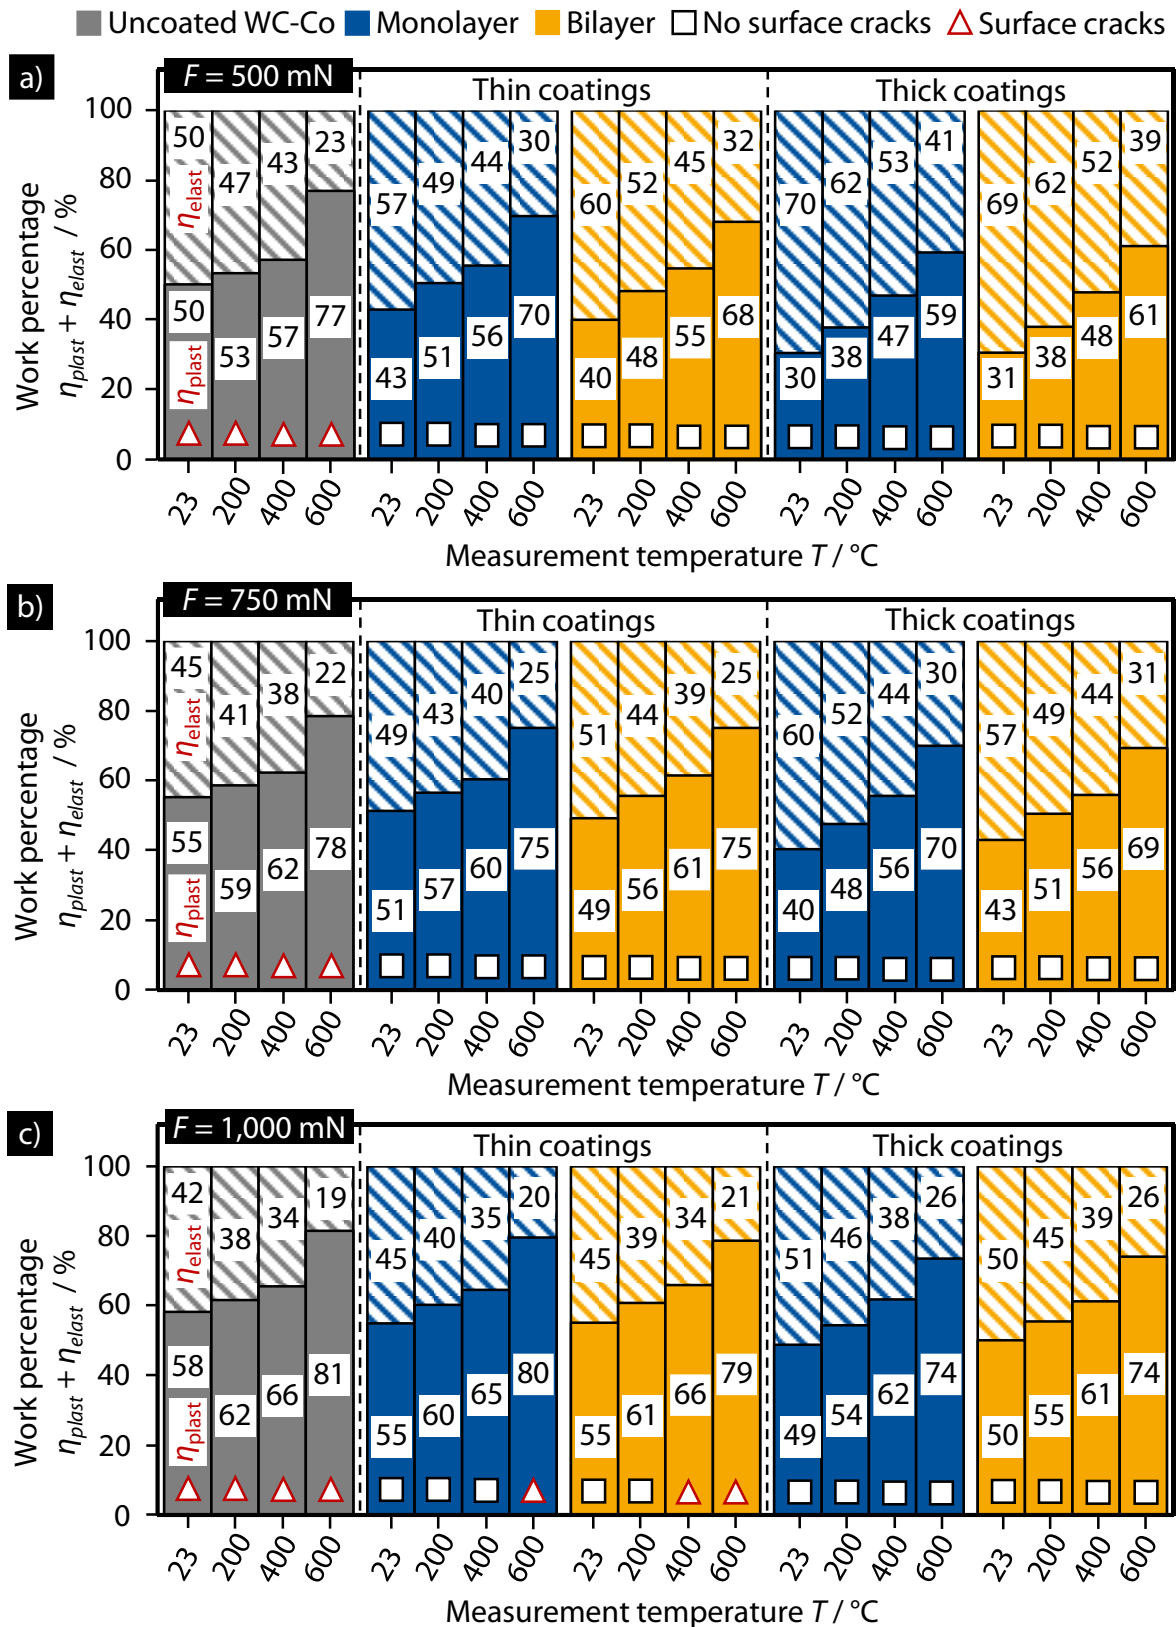 Uncoated WC-Co Monolayer Bilayer No surface cracks Surface cracks
a)
F = 500 mN
Thin coatings
Thick coatings
Work percentage
η_plast + η_elast / %
100
80
60
40
20
0
50 47 43 23 57 49 44 30 60 52 45 32 70 62 53 41 69 62 52 39
η_elast
50 53 57 77 43 51 56 70 40 48 55 68 30 38 47 59 31 38 48 61
η_plast
23 200 400 600 23 200 400 600 23 200 400 600 23 200 400 600 23 200 400 600
Measurement temperature T / °C
b)
F = 750 mN
Thin coatings
Thick coatings
Work percentage
η_plast + η_elast / %
100
80
60
40
20
0
45 41 38 22 49 43 40 25 51 44 39 25 60 52 44 30 57 49 44 31
η_elast
55 59 62 78 51 57 60 75 49 56 61 75 40 48 56 70 43 51 56 69
η_plast
23 200 400 600 23 200 400 600 23 200 400 600 23 200 400 600 23 200 400 600
Measurement temperature T / °C
c)
F = 1,000 mN
Thin coatings
Thick coatings
Work percentage
η_plast + η_elast / %
100
80
60
40
20
0
42 38 34 19 45 40 35 20 45 39 34 21 51 46 38 26 50 45 39 26
η_elast
58 62 66 81 55 60 65 80 55 61 66 79 49 54 62 74 50 55 61 74
η_plast
23 200 400 600 23 200 400 600 23 200 400 600 23 200 400 600 23 200 400 600
Measurement temperature T / °C